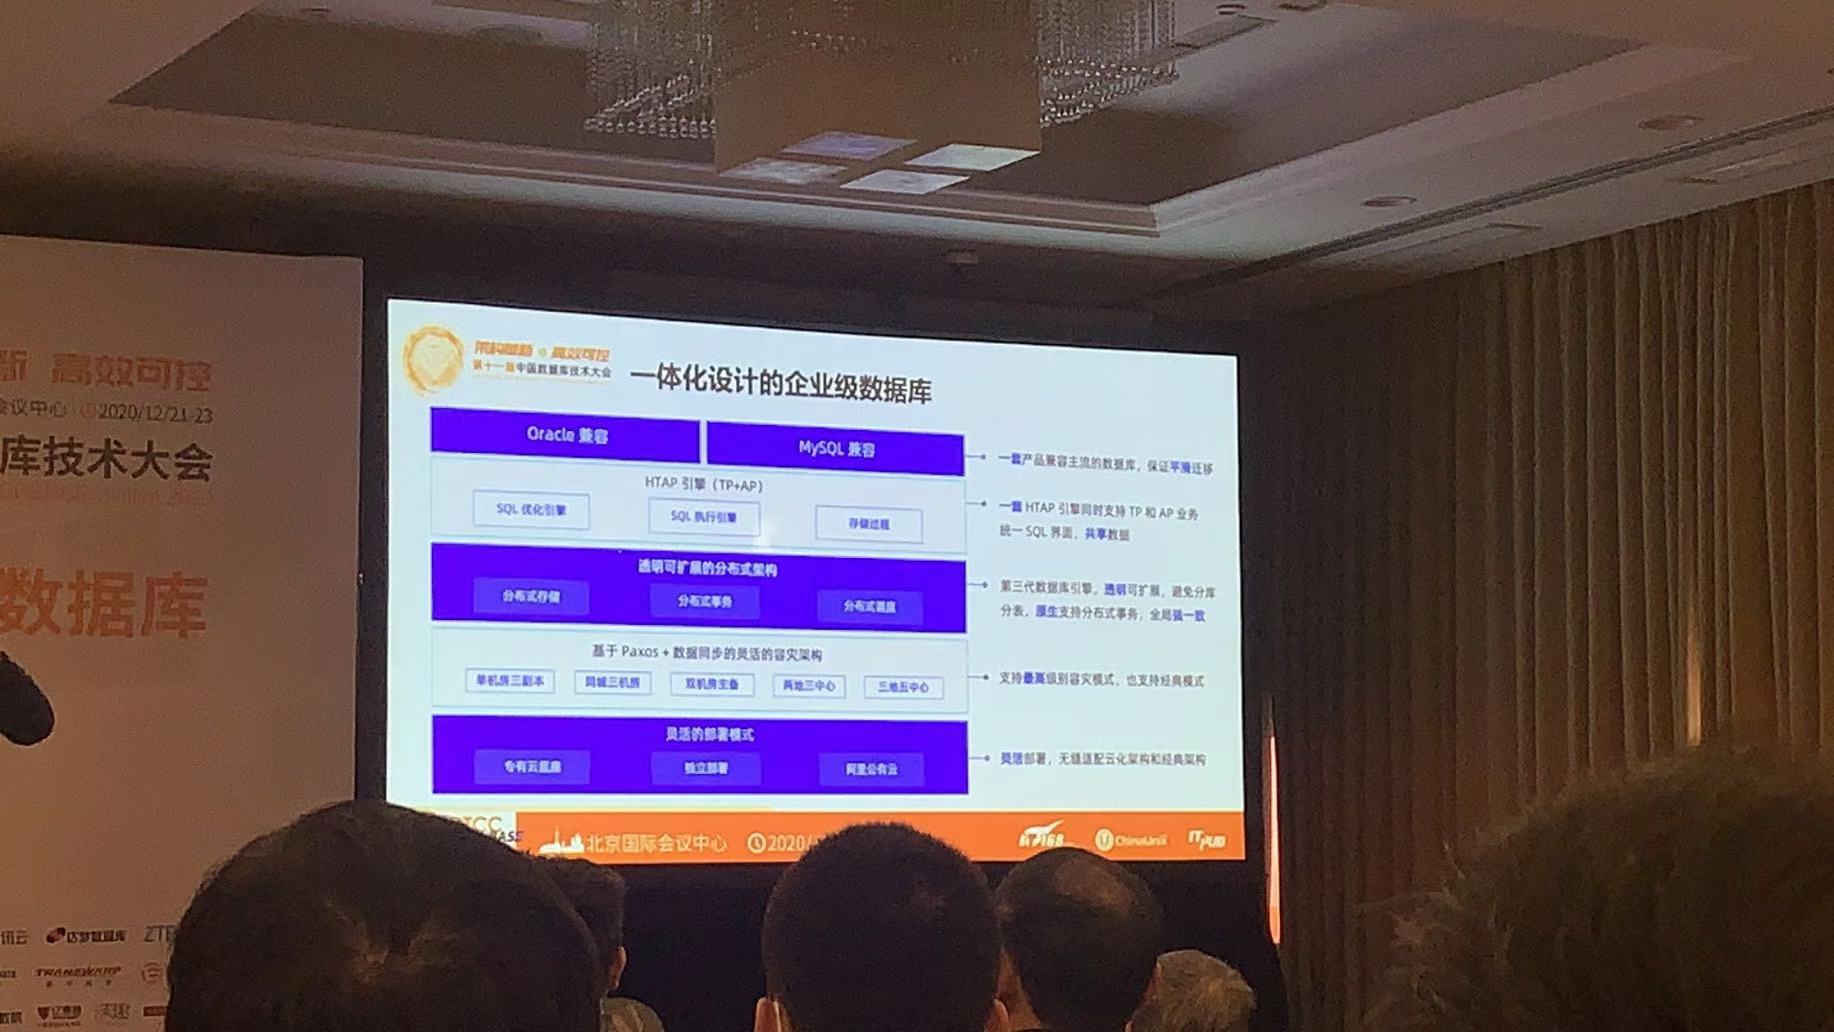 新 高效可控
会议中心 2020/12/21-23
库技术大会
数据库
讯云 达梦数据库 ZTE
TRANSWARP
亿赛通
架构革新 高效可控
第十一届中国数据库技术大会
一体化设计的企业级数据库
Oracle 兼容
MySQL 兼容
一套产品兼容主流的数据库，保证平滑迁移
HTAP 引擎（TP+AP）
SQL 优化引擎
SQL 执行引擎
存储过程
一套 HTAP 引擎同时支持 TP 和 AP 业务
统一 SQL 界面，共享数据
透明可扩展的分布式架构
分布式存储
分布式事务
分布式调度
第三代数据库引擎，透明可扩展，避免分库
分表，原生支持分布式事务，全局强一致
基于 Paxos + 数据同步的灵活的容灾架构
单机房三副本
同城三机房
双机房主备
两地三中心
三地五中心
支持最高级别容灾模式，也支持经典模式
灵活的部署模式
专有云底座
独立部署
阿里公有云
灵活部署，无缝适配云化架构和经典架构
北京国际会议中心 2020/
IT168 ChinaUnix ITPUB